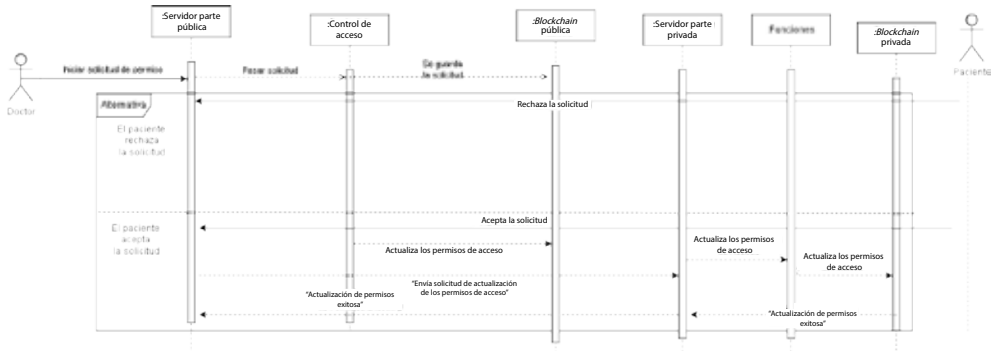 :Servidor parte
pública
:Control de
acceso
:Blockchain
pública
:Servidor parte
privada
Funciones
:Blockchain
privada
Doctor
Paciente
Iniciar solicitud de permiso
Pasar solicitud
Se guarda
la solicitud
Alternativa
Rechaza la solicitud
El paciente
rechaza
la solicitud
Acepta la solicitud
El paciente
acepta
la solicitud
Actualiza los permisos de acceso
Actualiza los permisos
de acceso
Actualiza los permisos
de acceso
"Envía solicitud de actualización
de los permisos de acceso"
"Actualización de permisos
exitosa"
"Actualización de permisos
exitosa"